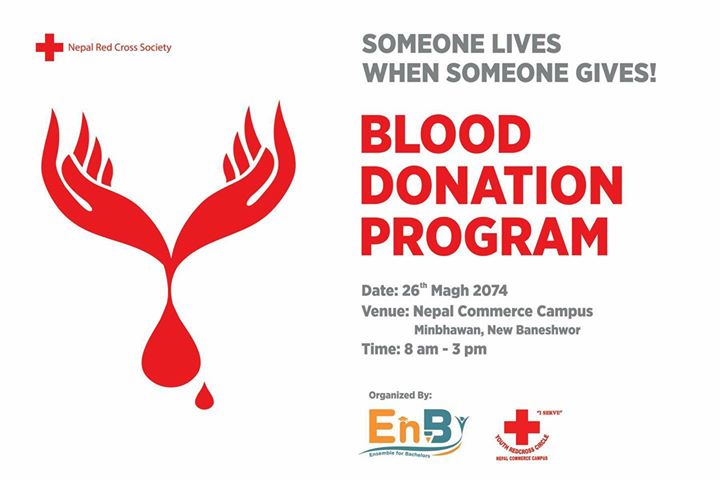 Nepal Red Cross Society
SOMEONE LIVES
WHEN SOMEONE GIVES!
BLOOD
DONATION
PROGRAM
Date: 26th Magh 2074
Venue: Nepal Commerce Campus
Minbhawan, New Baneshwor
Time: 8 am - 3 pm
Organized By:
EnB
Ensemble for Bachelors
"I SERVE"
YOUTH REDCROSS CIRCLE
NEPAL COMMERCE CAMPUS